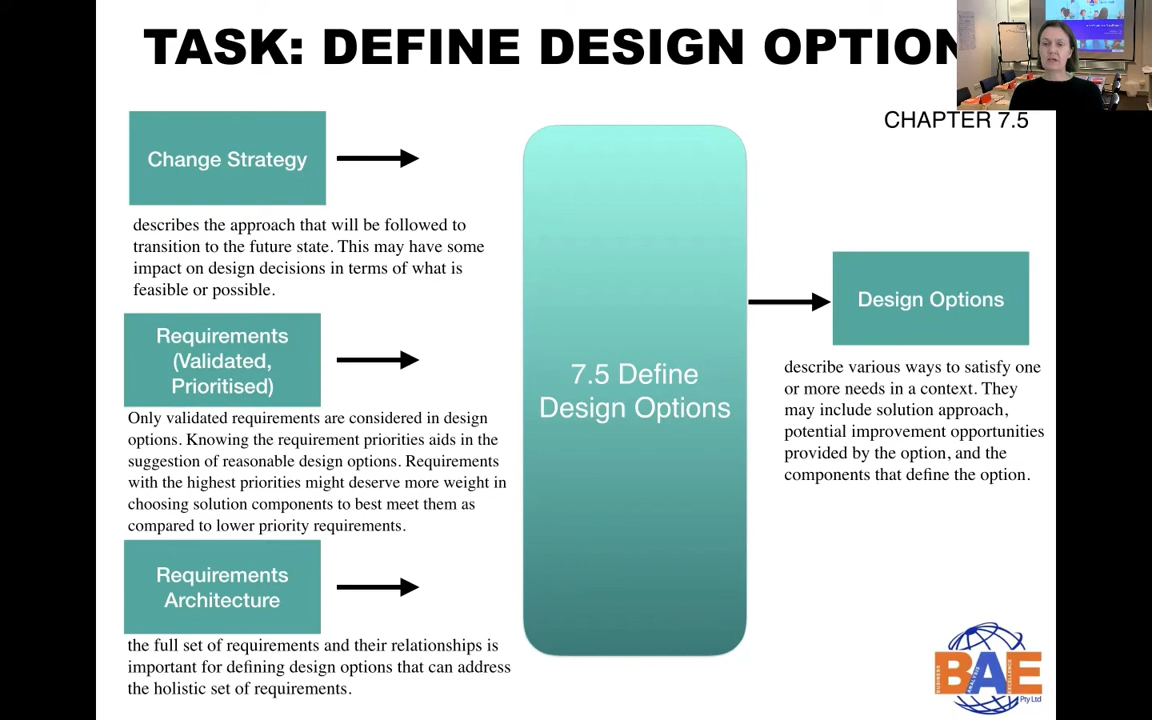 TASK: DEFINE DESIGN OPTION
CHAPTER 7.5
Change Strategy
describes the approach that will be followed to
transition to the future state. This may have some
impact on design decisions in terms of what is
feasible or possible.
Requirements
(Validated,
Prioritised)
Only validated requirements are considered in design
options. Knowing the requirement priorities aids in the
suggestion of reasonable design options. Requirements
with the highest priorities might deserve more weight in
choosing solution components to best meet them as
compared to lower priority requirements.
Requirements
Architecture
the full set of requirements and their relationships is
important for defining design options that can address
the holistic set of requirements.
7.5 Define
Design Options
Design Options
describe various ways to satisfy one
or more needs in a context. They
may include solution approach,
potential improvement opportunities
provided by the option, and the
components that define the option.
BUSINESS
ANALYSIS
EXCELLENCE
BAE
Pty Ltd